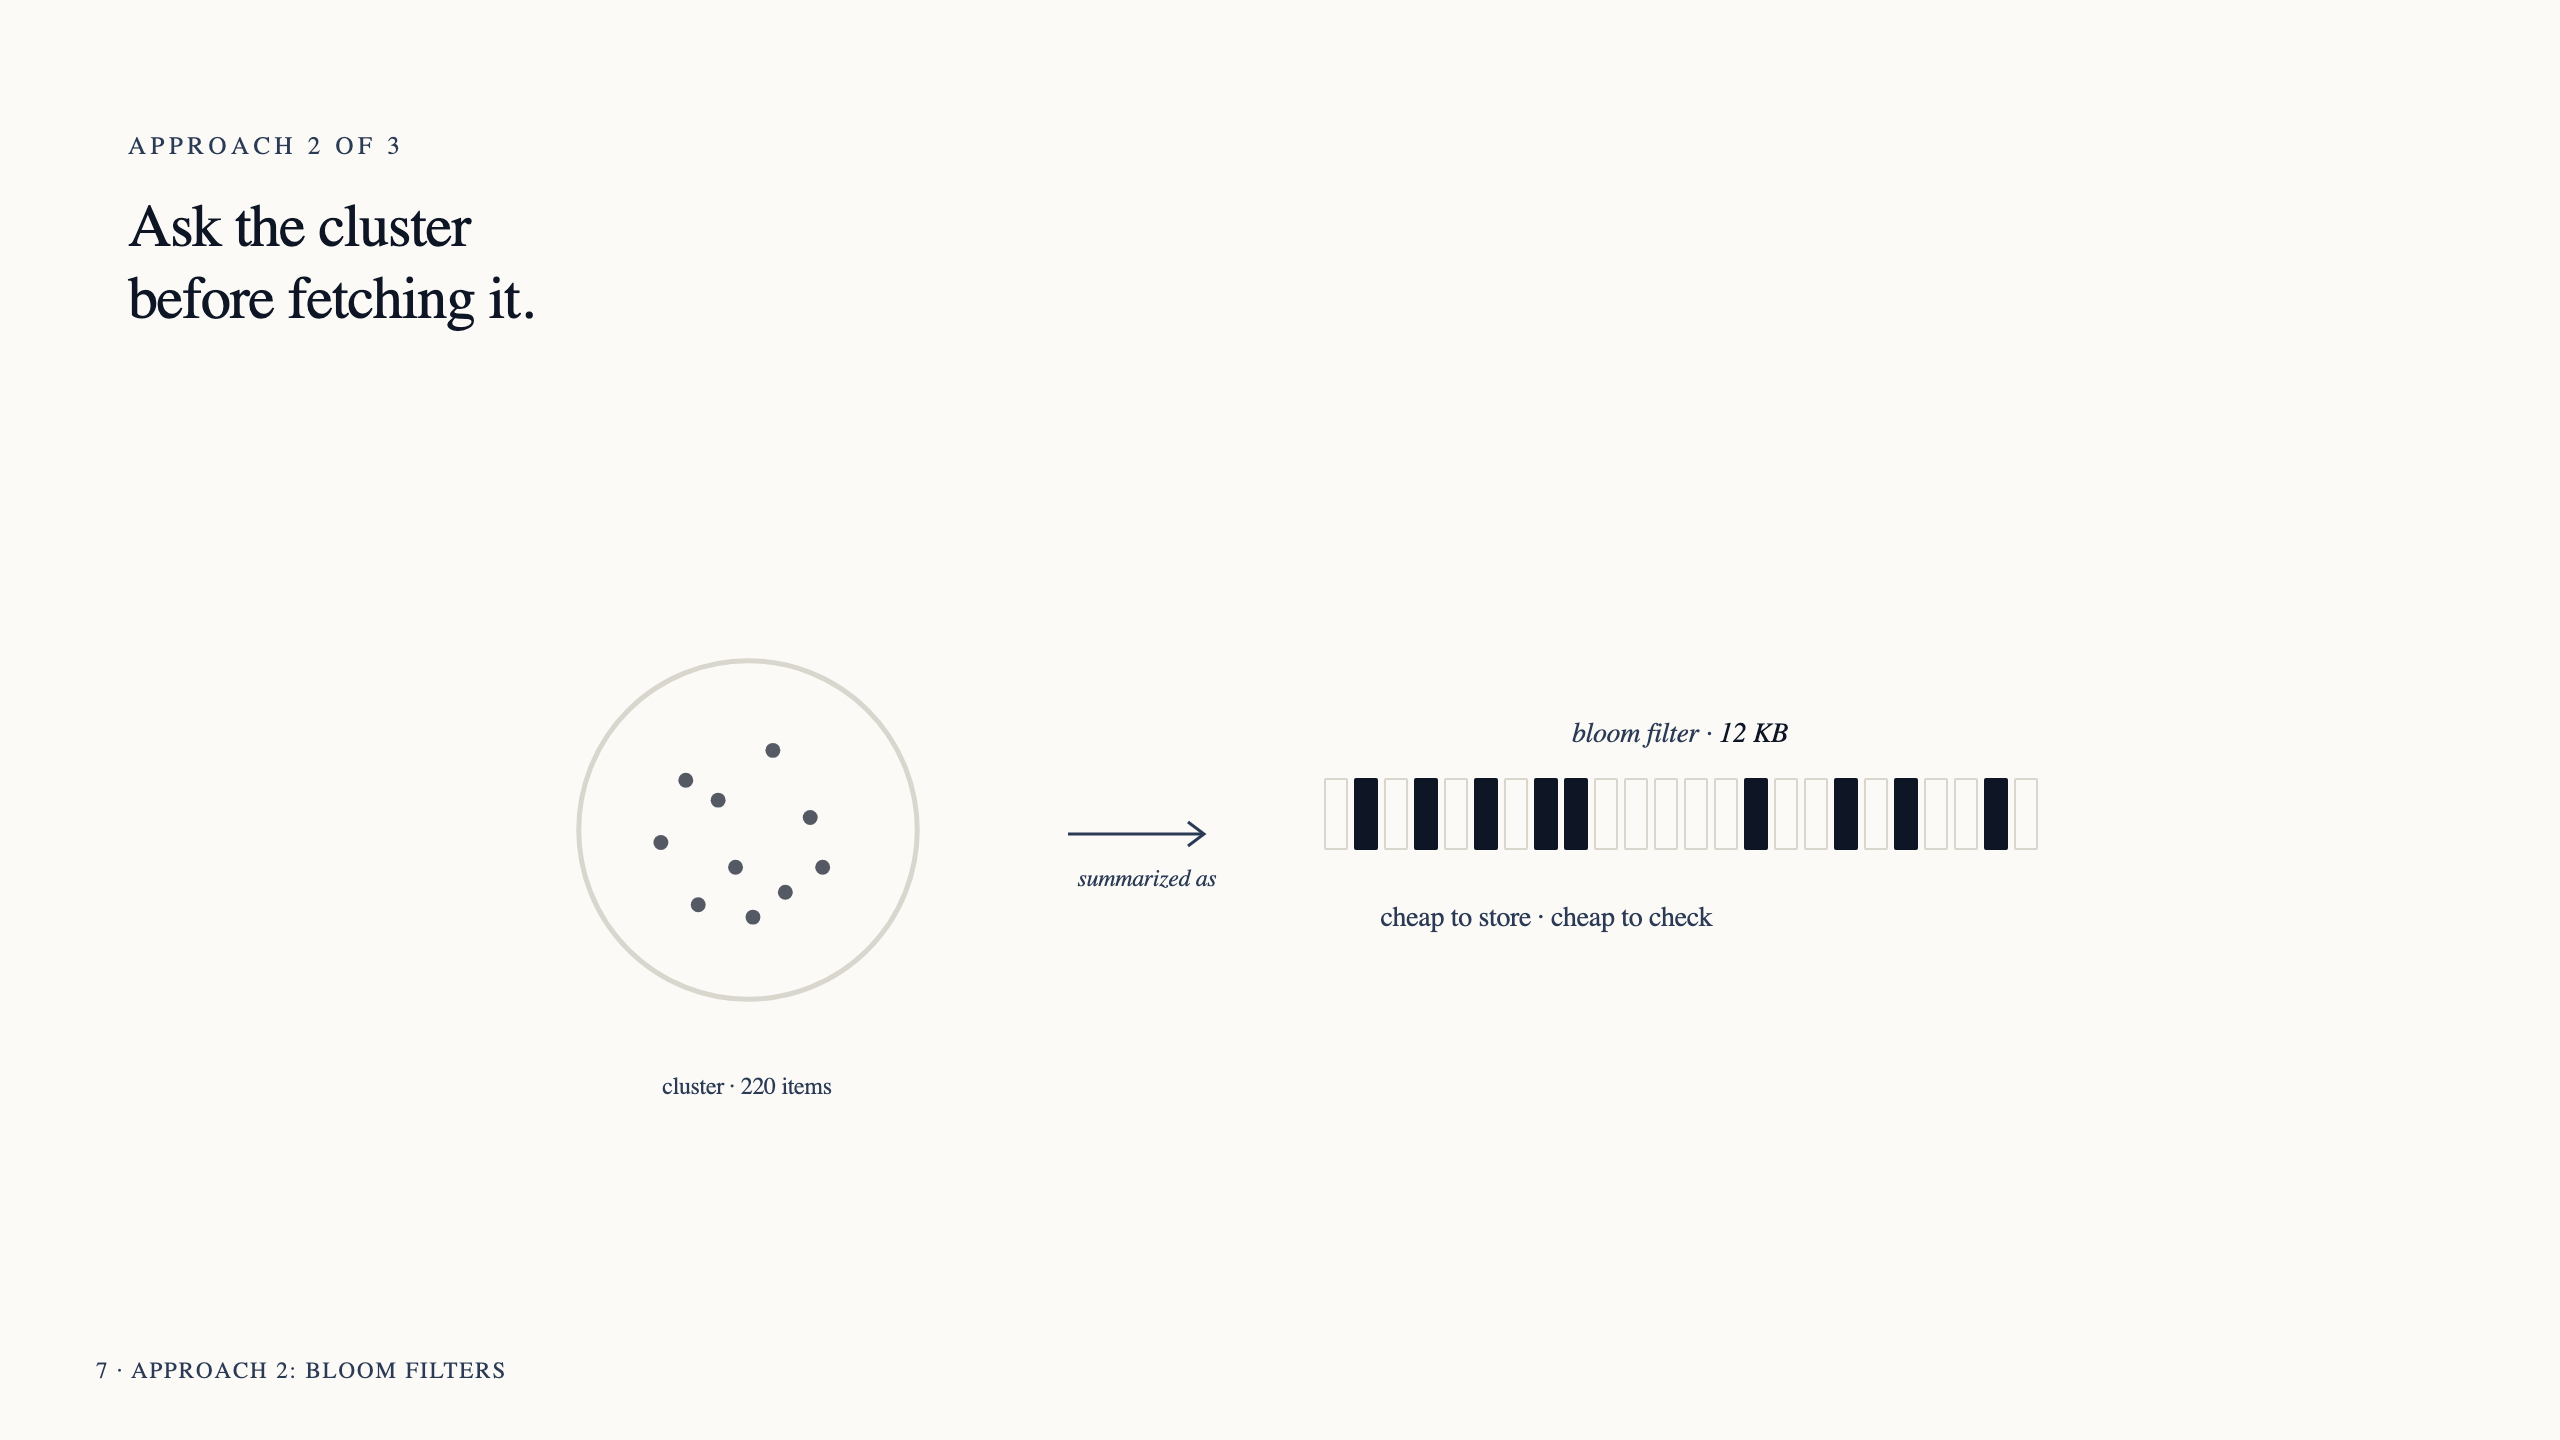 APPROACH 2 OF 3
Ask the cluster
before fetching it.
bloom filter · 12 KB
summarized as
cheap to store · cheap to check
cluster · 220 items
7 · APPROACH 2: BLOOM FILTERS